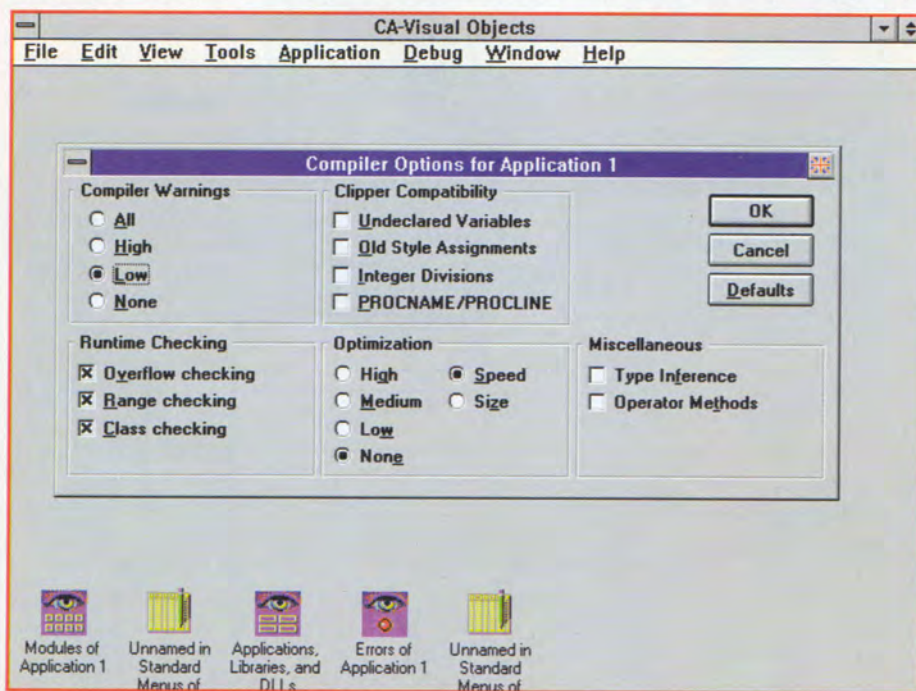 CA-Visual Objects
File Edit View Tools Application Debug Window Help
Compiler Options for Application 1
Compiler Warnings
All
High
Low
None
Clipper Compatibility
Undeclared Variables
Old Style Assignments
Integer Divisions
PROCNAME/PROCLINE
OK
Cancel
Defaults
Runtime Checking
Overflow checking
Range checking
Class checking
Optimization
High
Medium
Low
None
Speed
Size
Miscellaneous
Type Inference
Operator Methods
Modules of
Application 1
Unnamed in
Standard
Menus of
Applications,
Libraries, and
DLLs
Errors of
Application 1
Unnamed in
Standard
Menus of